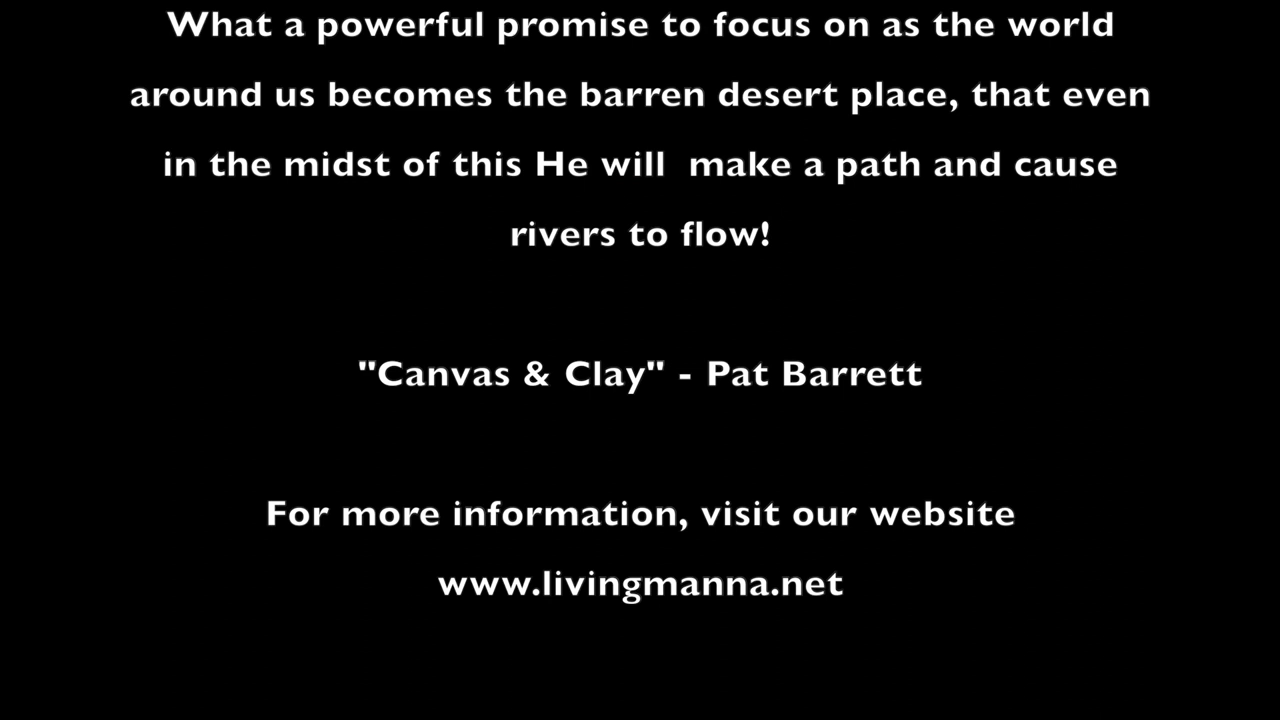 What a powerful promise to focus on as the world
around us becomes the barren desert place, that even
in the midst of this He will  make a path and cause
rivers to flow!
"Canvas & Clay" - Pat Barrett
For more information, visit our website
www.livingmanna.net